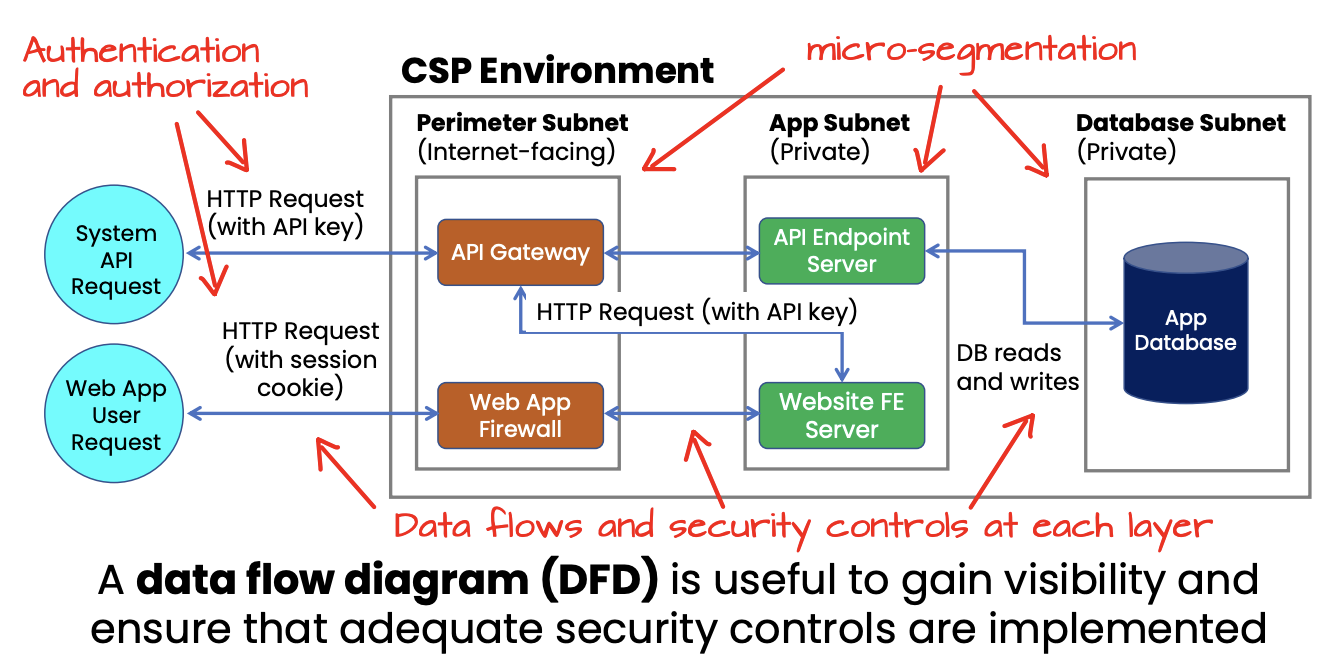 Authentication
and authorization
micro-segmentation
CSP Environment
Perimeter Subnet
(Internet-facing)
App Subnet
(Private)
Database Subnet
(Private)
System
API
Request
HTTP Request
(with API key)
API Gateway
API Endpoint
Server
HTTP Request (with API key)
App
Database
HTTP Request
(with session
cookie)
DB reads
and writes
Web App
User
Request
Web App
Firewall
Website FE
Server
Data flows and security controls at each layer
A data flow diagram (DFD) is useful to gain visibility and
ensure that adequate security controls are implemented